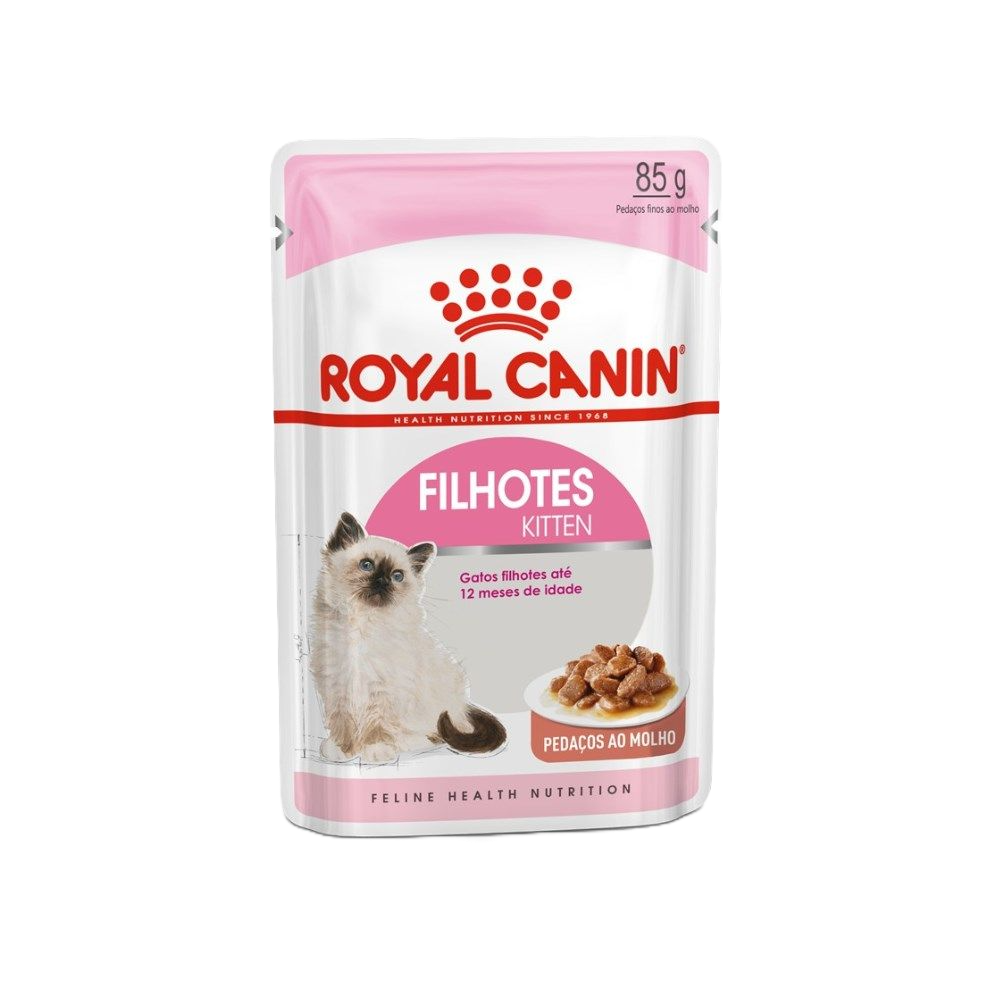 85 g
Pedaços finos ao molho
ROYAL CANIN®
HEALTH NUTRITION SINCE 1968
FILHOTES
KITTEN
Gatos filhotes até
12 meses de idade
PEDAÇOS AO MOLHO
FELINE HEALTH NUTRITION